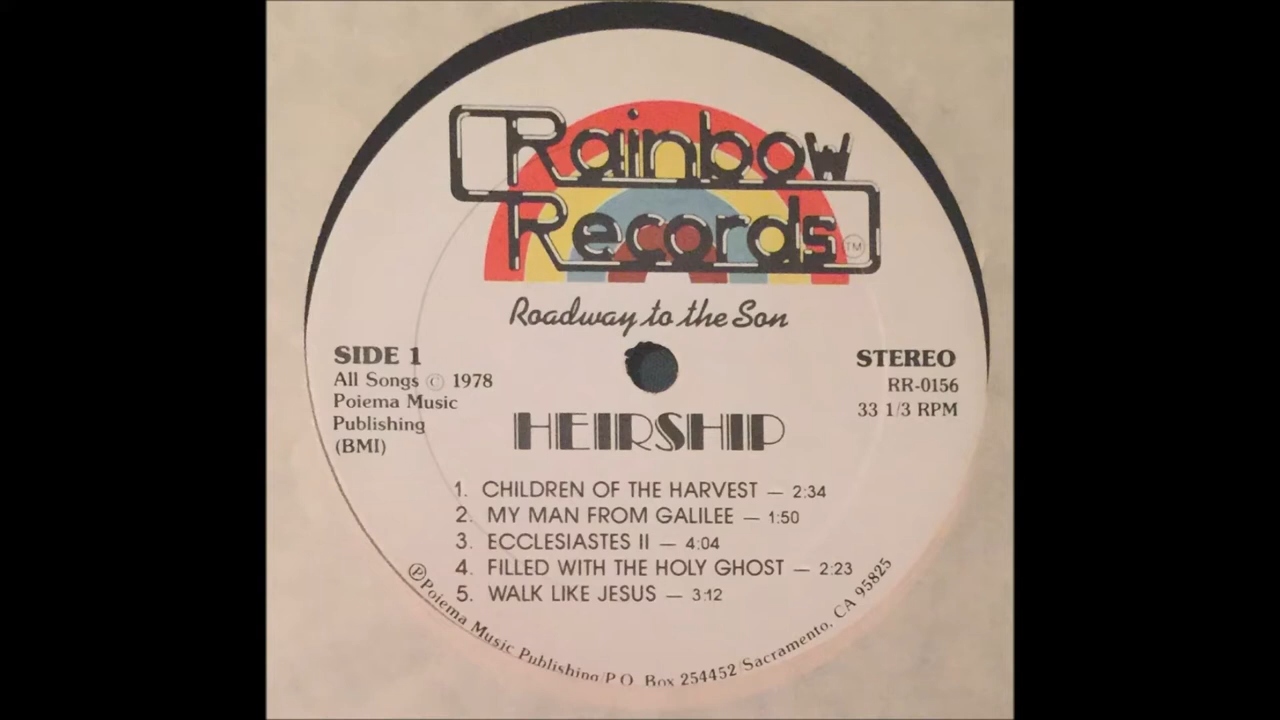 Rainbow
Records
TM
Roadway to the Son
SIDE 1
All Songs © 1978
Poiema Music
Publishing
(BMI)
STEREO
RR-0156
33 1/3 RPM
HEIRSHIP
1. CHILDREN OF THE HARVEST — 2:34
2. MY MAN FROM GALILEE — 1:50
3. ECCLESIASTES II — 4:04
4. FILLED WITH THE HOLY GHOST — 2:23
5. WALK LIKE JESUS — 3:12
℗Poiema Music Publishing/P.O. Box 254452/Sacramento, CA 95825